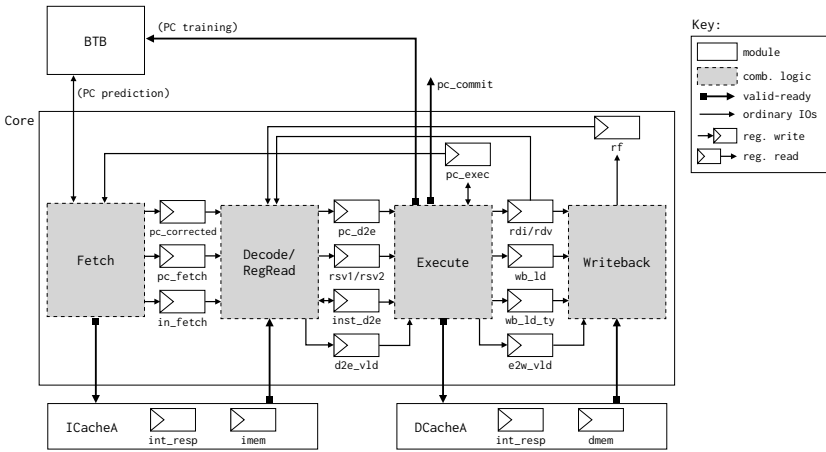 BTB
(PC training)
Key:
module
comb. logic
valid-ready
ordinary IOs
reg. write
reg. read
pc_commit
(PC prediction)
Core
rf
pc_exec
Fetch
pc_corrected
pc_fetch
in_fetch
Decode/
RegRead
pc_d2e
rsv1/rsv2
inst_d2e
d2e_vld
Execute
rdi/rdv
wb_ld
wb_ld_ty
e2w_vld
Writeback
ICacheA
int_resp
imem
DCacheA
int_resp
dmem